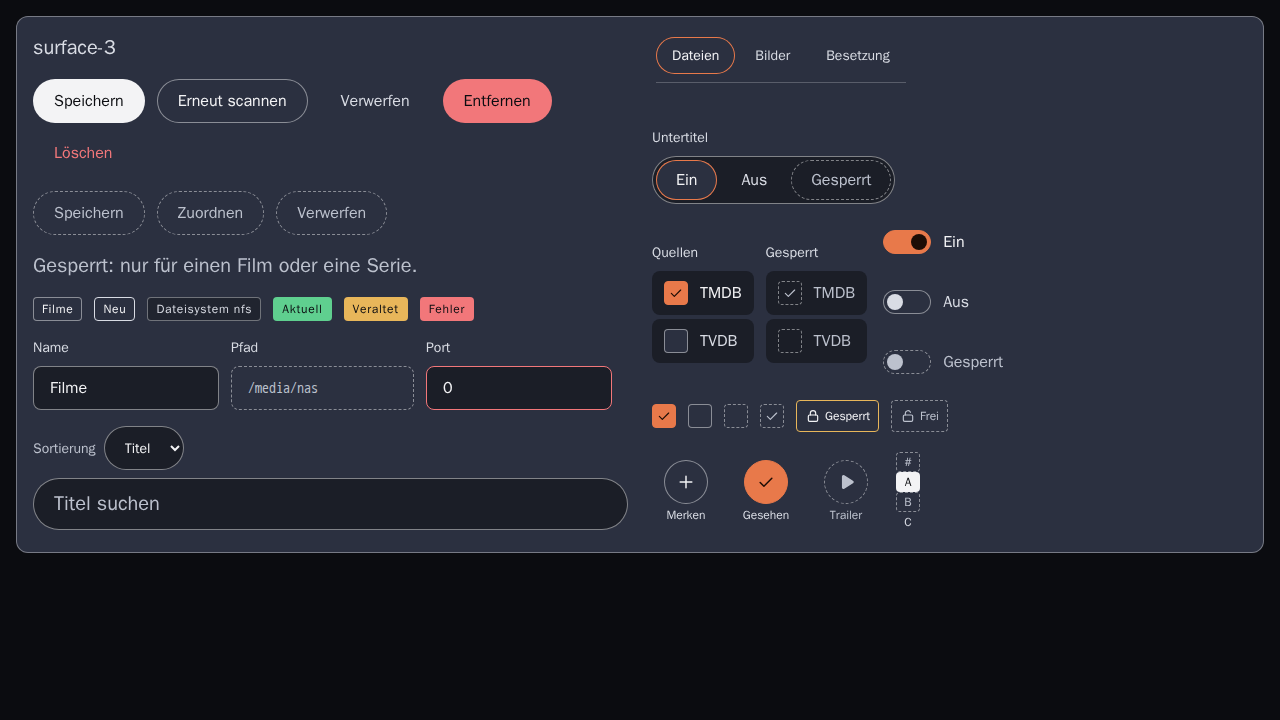 surface-3
Speichern Erneut scannen Verwerfen Entfernen
Löschen
Speichern Zuordnen Verwerfen
Gesperrt: nur für einen Film oder eine Serie.
Filme Neu Dateisystem nfs Aktuell Veraltet Fehler
Name Pfad Port
Filme /media/nas 0
Sortierung Titel
Titel suchen
Dateien Bilder Besetzung
Untertitel
Ein Aus Gesperrt
Quellen Gesperrt
TMDB TMDB
TVDB TVDB
Ein
Aus
Gesperrt
Gesperrt Frei
Merken Gesehen Trailer
#
A
B
C